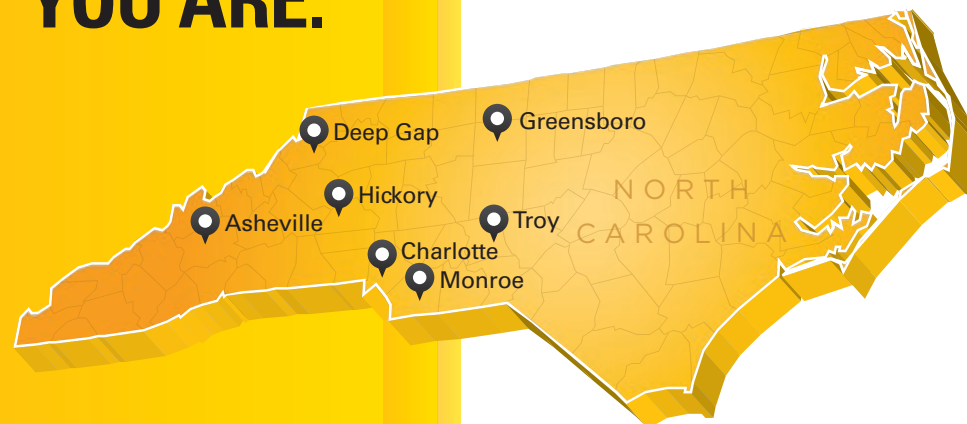 YOU ARE.
Deep Gap
Greensboro
Hickory
NORTH
CAROLINA
Asheville
Troy
Charlotte
Monroe